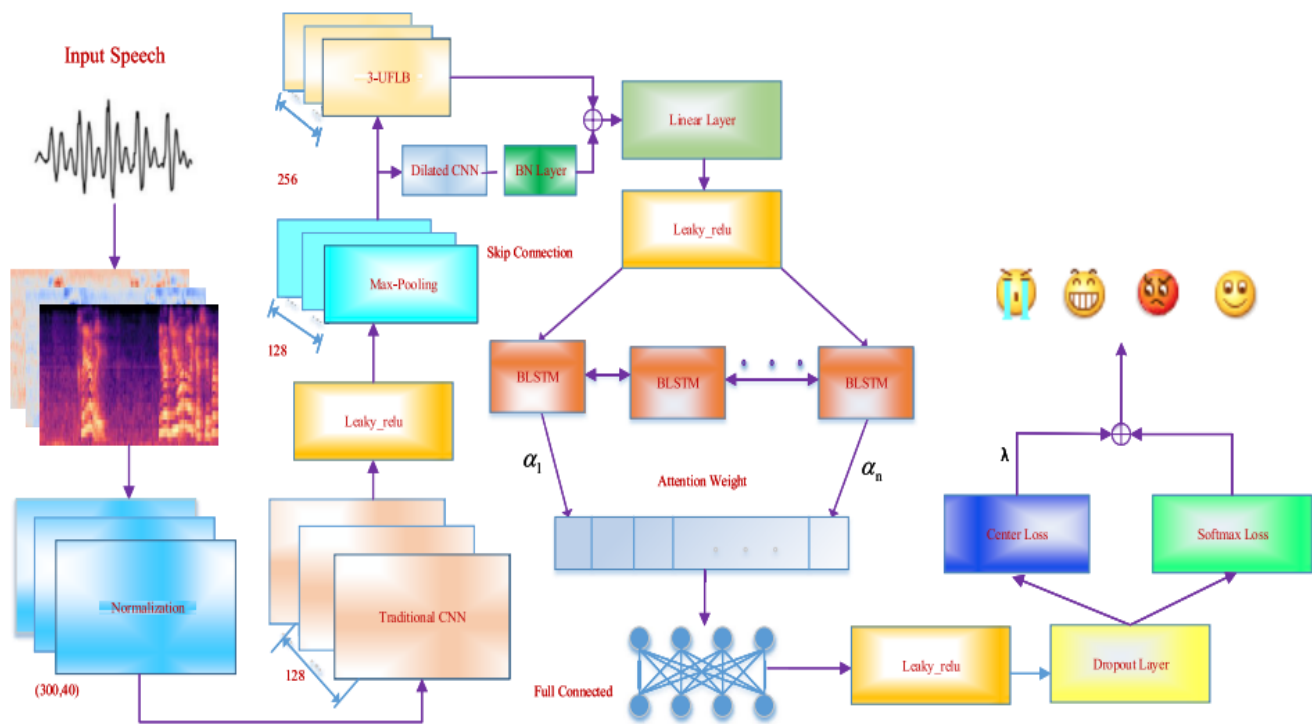 Input Speech
Normalization
(300,40)
Traditional CNN
128
Leaky_relu
Max-Pooling
128
Skip Connection
3-UFLB
256
Dilated CNN
BN Layer
Linear Layer
Leaky_relu
BLSTM
BLSTM
BLSTM
α1
αn
Attention Weight
Full Connected
Leaky_relu
Dropout Layer
Center Loss
Softmax Loss
λ